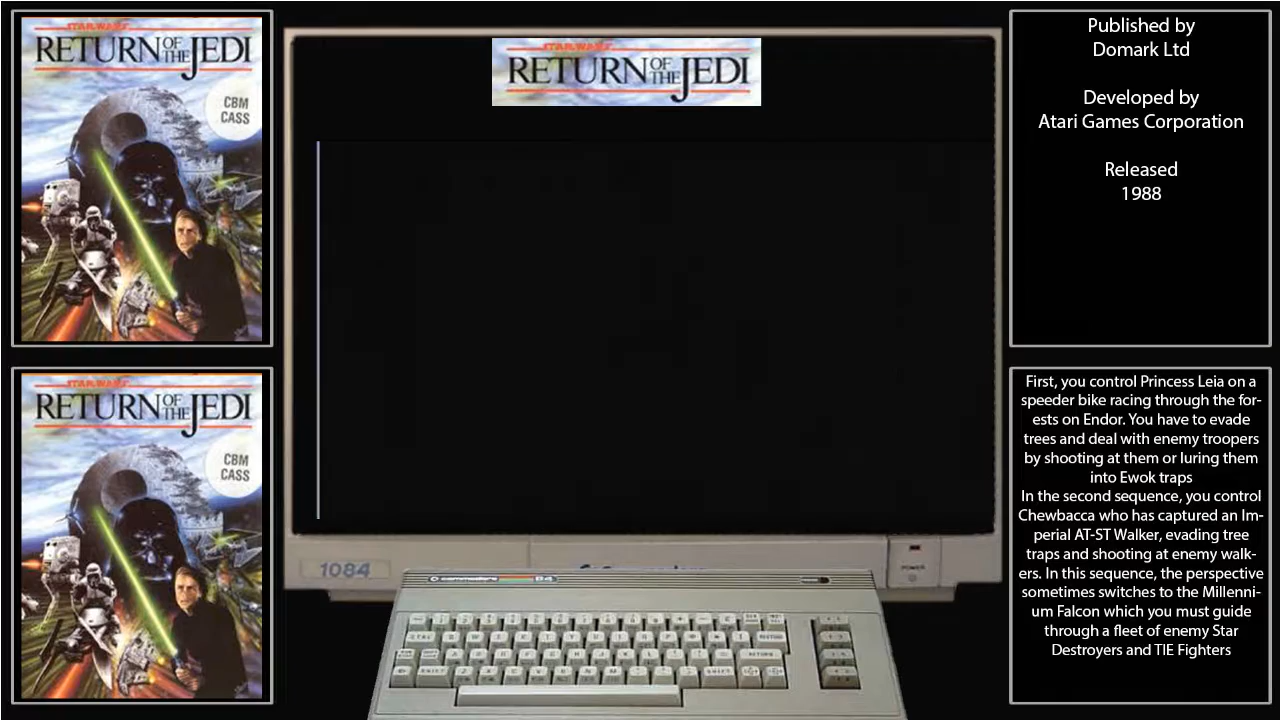 STAR WARS
RETURN OF THE JEDI
CBM
CASS
STAR WARS
RETURN OF THE JEDI
CBM
CASS
STAR WARS
RETURN OF THE JEDI
1084
POWER
commodore 64
RETURN
SHIFT
SHIFT
Published by
Domark Ltd
Developed by
Atari Games Corporation
Released
1988
First, you control Princess Leia on a
speeder bike racing through the for-
ests on Endor. You have to evade
trees and deal with enemy troopers
by shooting at them or luring them
into Ewok traps
In the second sequence, you control
Chewbacca who has captured an Im-
perial AT-ST Walker, evading tree
traps and shooting at enemy walk-
ers. In this sequence, the perspective
sometimes switches to the Millenni-
um Falcon which you must guide
through a fleet of enemy Star
Destroyers and TIE Fighters